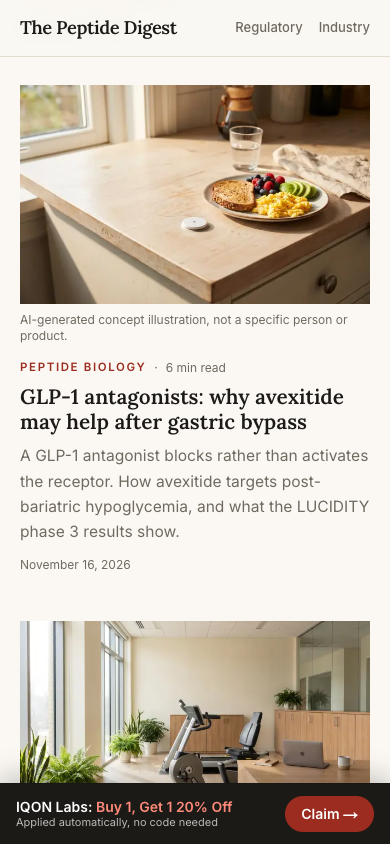 The Peptide Digest
Regulatory Industry
AI-generated concept illustration, not a specific person or
product.
PEPTIDE BIOLOGY · 6 min read
GLP-1 antagonists: why avexitide
may help after gastric bypass
A GLP-1 antagonist blocks rather than activates
the receptor. How avexitide targets post-
bariatric hypoglycemia, and what the LUCIDITY
phase 3 results show.
November 16, 2026
IQON Labs: Buy 1, Get 1 20% Off
Applied automatically, no code needed
Claim →